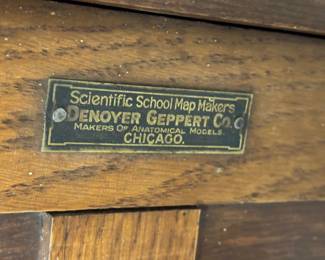 Scientific School Map Makers
DENOYER GEPPERT CO.
MAKERS OF ANATOMICAL MODELS
CHICAGO.